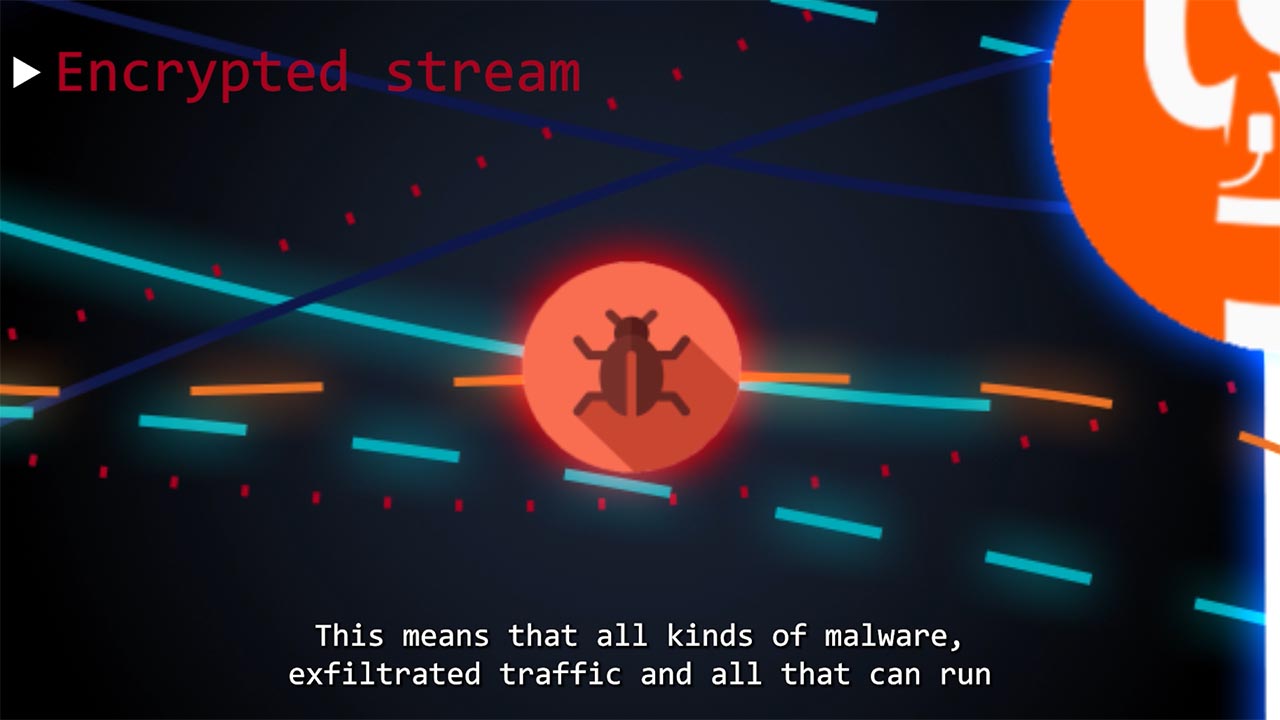 Encrypted stream
This means that all kinds of malware,
exfiltrated traffic and all that can run